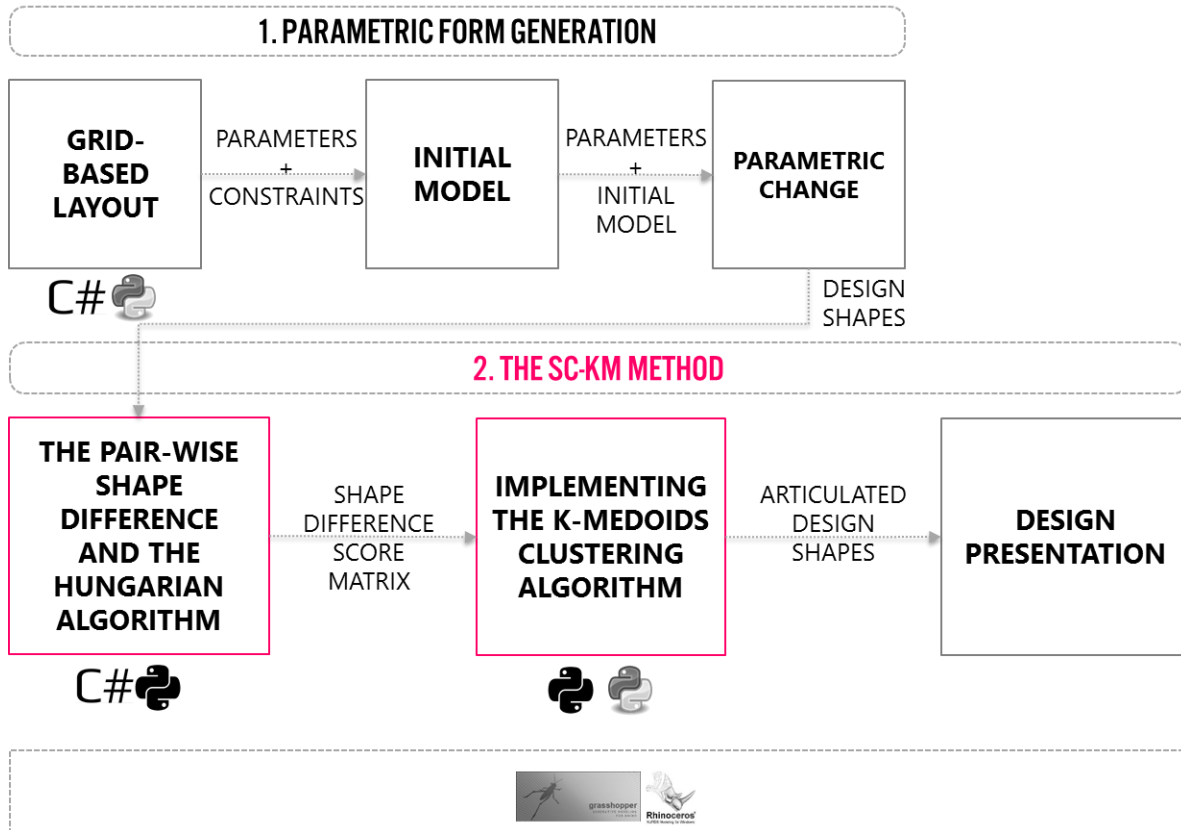 1. PARAMETRIC FORM GENERATION
GRID-
BASED
LAYOUT
PARAMETERS
+
CONSTRAINTS
INITIAL
MODEL
PARAMETERS
+
INITIAL
MODEL
PARAMETRIC
CHANGE
C#
DESIGN
SHAPES
2. THE SC-KM METHOD
THE PAIR-WISE
SHAPE
DIFFERENCE
AND THE
HUNGARIAN
ALGORITHM
SHAPE
DIFFERENCE
SCORE
MATRIX
IMPLEMENTING
THE K-MEDOIDS
CLUSTERING
ALGORITHM
ARTICULATED
DESIGN
SHAPES
DESIGN
PRESENTATION
C#
grasshopper
Rhinoceros